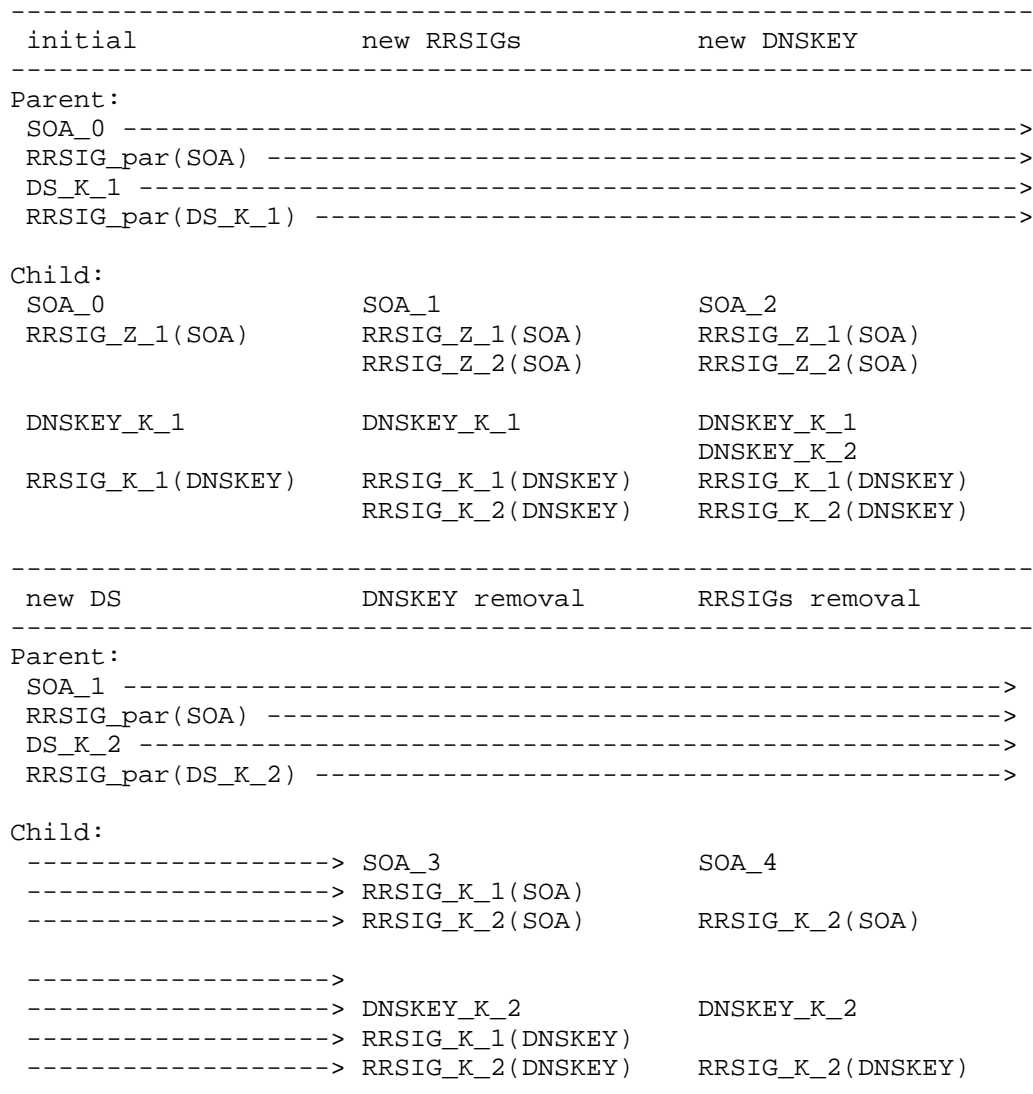 ----------------------------------------------------------------
 initial              new RRSIGs           new DNSKEY
----------------------------------------------------------------
Parent:
 SOA_0 -------------------------------------------------------->
 RRSIG_par(SOA) ----------------------------------------------->
 DS_K_1 ------------------------------------------------------->
 RRSIG_par(DS_K_1) -------------------------------------------->

Child:
 SOA_0                SOA_1                SOA_2
 RRSIG_Z_1(SOA)       RRSIG_Z_1(SOA)       RRSIG_Z_1(SOA)
                      RRSIG_Z_2(SOA)       RRSIG_Z_2(SOA)

 DNSKEY_K_1           DNSKEY_K_1           DNSKEY_K_1
                                           DNSKEY_K_2
 RRSIG_K_1(DNSKEY)    RRSIG_K_1(DNSKEY)    RRSIG_K_1(DNSKEY)
                      RRSIG_K_2(DNSKEY)    RRSIG_K_2(DNSKEY)

----------------------------------------------------------------
 new DS               DNSKEY removal       RRSIGs removal
----------------------------------------------------------------
Parent:
 SOA_1 ------------------------------------------------------->
 RRSIG_par(SOA) ---------------------------------------------->
 DS_K_2 ------------------------------------------------------>
 RRSIG_par(DS_K_2) ------------------------------------------->

Child:
 -------------------> SOA_3                SOA_4
 -------------------> RRSIG_K_1(SOA)
 -------------------> RRSIG_K_2(SOA)       RRSIG_K_2(SOA)

 ------------------->
 -------------------> DNSKEY_K_2           DNSKEY_K_2
 -------------------> RRSIG_K_1(DNSKEY)
 -------------------> RRSIG_K_2(DNSKEY)    RRSIG_K_2(DNSKEY)